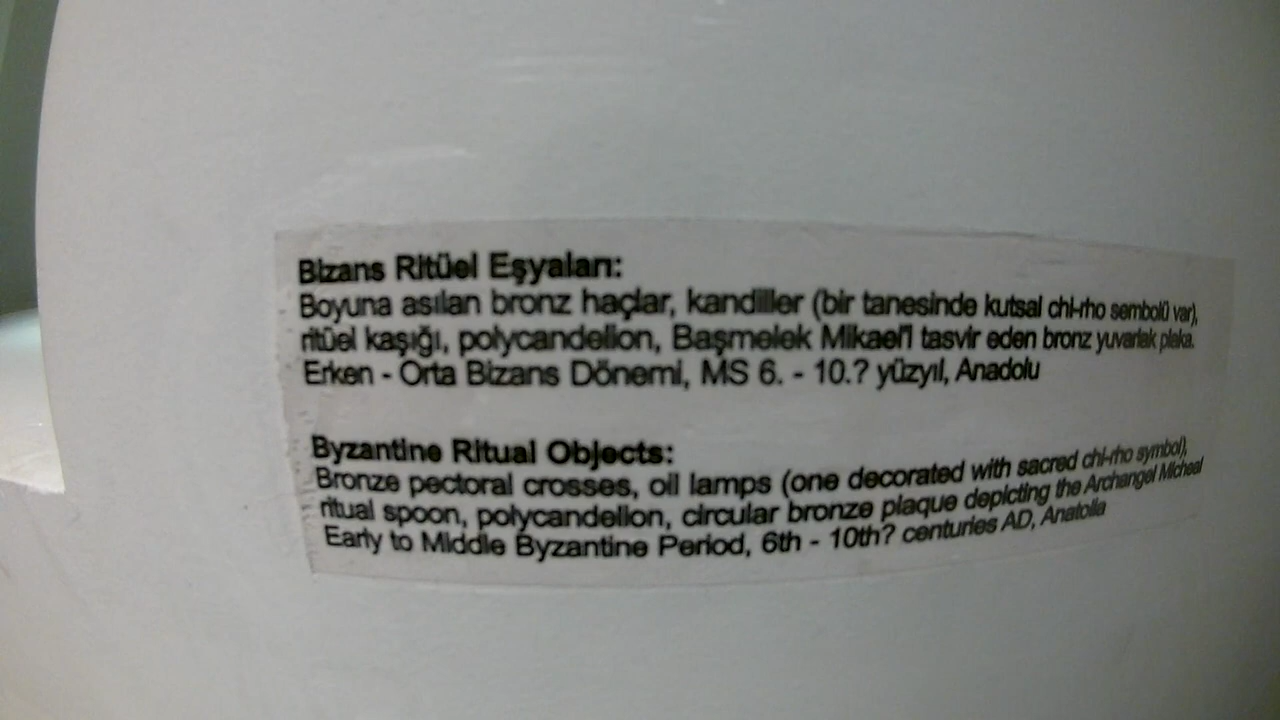 Bizans Ritüel Eşyaları:
Boyuna asılan bronz haçlar, kandiller (bir tanesinde kutsal chi-rho sembolü var),
ritüel kaşığı, polycandelion, Başmelek Mikael'i tasvir eden bronz yuvarlak plaka.
Erken - Orta Bizans Dönemi, MS 6. - 10.? yüzyıl, Anadolu
Byzantine Ritual Objects:
Bronze pectoral crosses, oil lamps (one decorated with sacred chi-rho symbol),
ritual spoon, polycandelion, circular bronze plaque depicting the Archangel Micheal
Early to Middle Byzantine Period, 6th - 10th? centuries AD, Anatolia